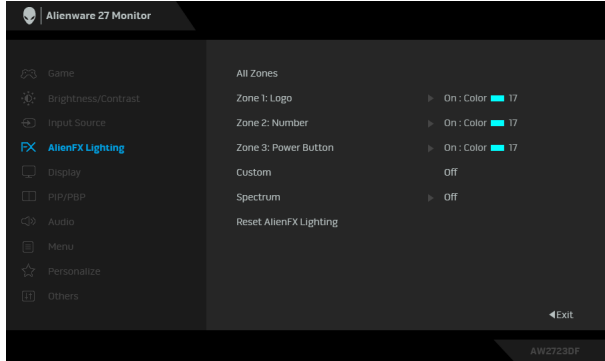 Alienware 27 Monitor
Game
Brightness/Contrast
Input Source
FX AlienFX Lighting
Display
PIP/PBP
Audio
Menu
Personalize
Others
All Zones
Zone 1: Logo On : Color 17
Zone 2: Number On : Color 17
Zone 3: Power Button On : Color 17
Custom Off
Spectrum Off
Reset AlienFX Lighting
Exit
AW2723DF